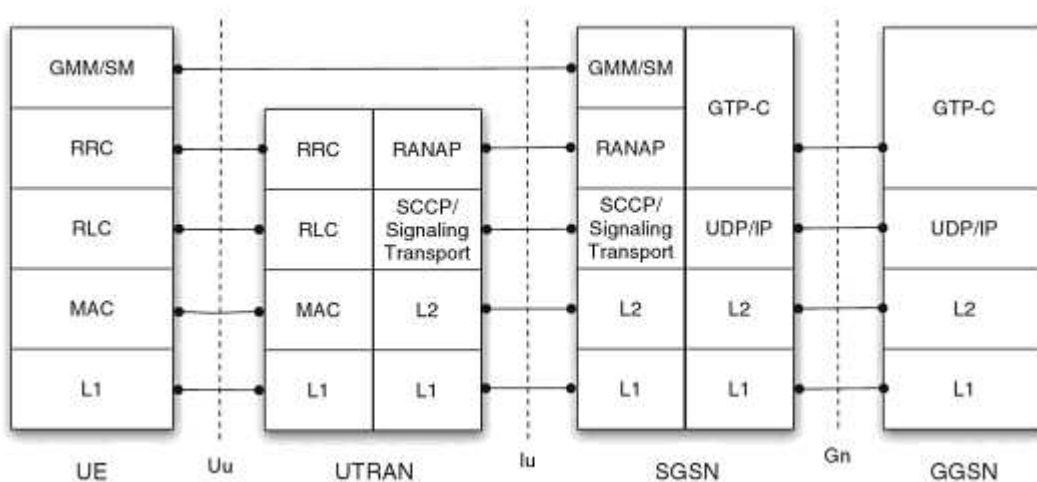 GMM/SM
GMM/SM
GTP-C
GTP-C
RRC
RRC
RANAP
RANAP
RLC
RLC
SCCP/
Signaling
Transport
SCCP/
Signaling
Transport
UDP/IP
UDP/IP
MAC
MAC
L2
L2
L2
L2
L1
L1
L1
L1
L1
L1
UE
Uu
UTRAN
Iu
SGSN
Gn
GGSN